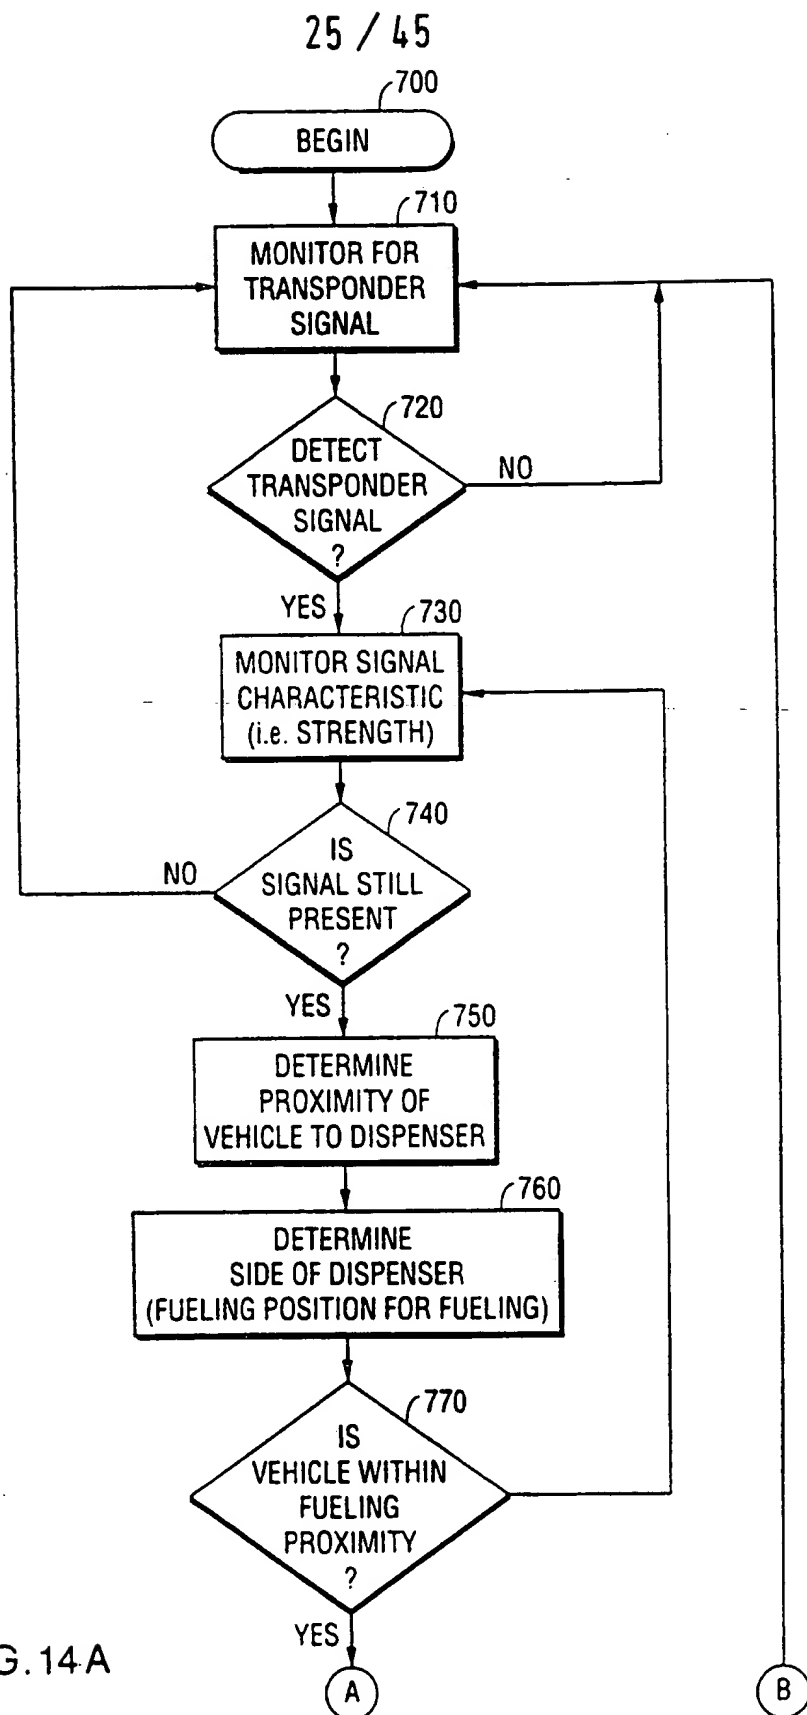 25 / 45
700
BEGIN
710
MONITOR FOR
TRANSPONDER
SIGNAL
720
DETECT
TRANSPONDER
SIGNAL
?
NO
YES
730
MONITOR SIGNAL
CHARACTERISTIC
(i.e. STRENGTH)
740
IS
SIGNAL STILL
PRESENT
?
NO
YES
750
DETERMINE
PROXIMITY OF
VEHICLE TO DISPENSER
760
DETERMINE
SIDE OF DISPENSER
(FUELING POSITION FOR FUELING)
770
IS
VEHICLE WITHIN
FUELING
PROXIMITY
?
YES
G.14A
A
B